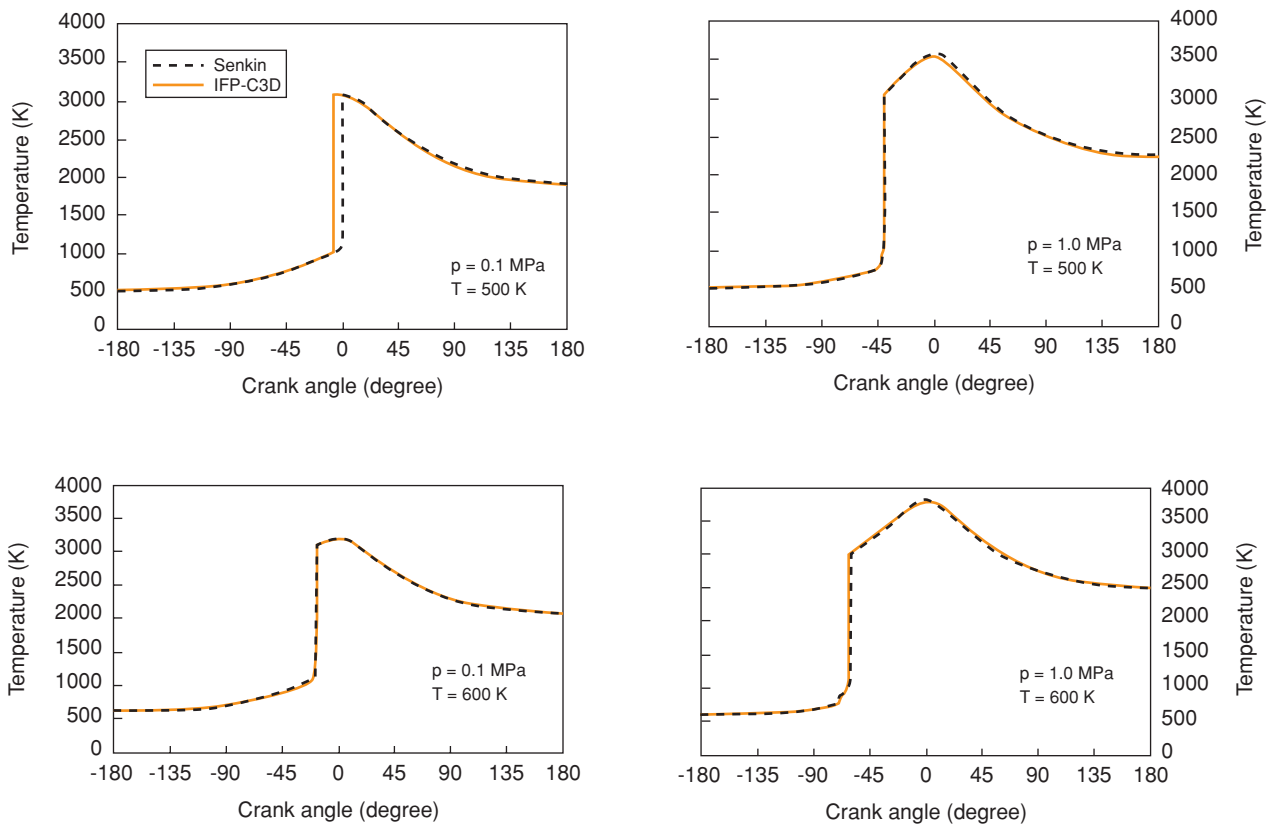 4000
3500
3000
2500
2000
1500
1000
500
0
Temperature (K)
Senkin
IFP-C3D
p = 0.1 MPa
T = 500 K
-180 -135 -90 -45 0 45 90 135 180
Crank angle (degree)
4000
3500
3000
2500
2000
1500
1000
500
0
Temperature (K)
p = 1.0 MPa
T = 500 K
-180 -135 -90 -45 0 45 90 135 180
Crank angle (degree)
4000
3500
3000
2500
2000
1500
1000
500
0
Temperature (K)
p = 0.1 MPa
T = 600 K
-180 -135 -90 -45 0 45 90 135 180
Crank angle (degree)
4000
3500
3000
2500
2000
1500
1000
500
0
Temperature (K)
p = 1.0 MPa
T = 600 K
-180 -135 -90 -45 0 45 90 135 180
Crank angle (degree)